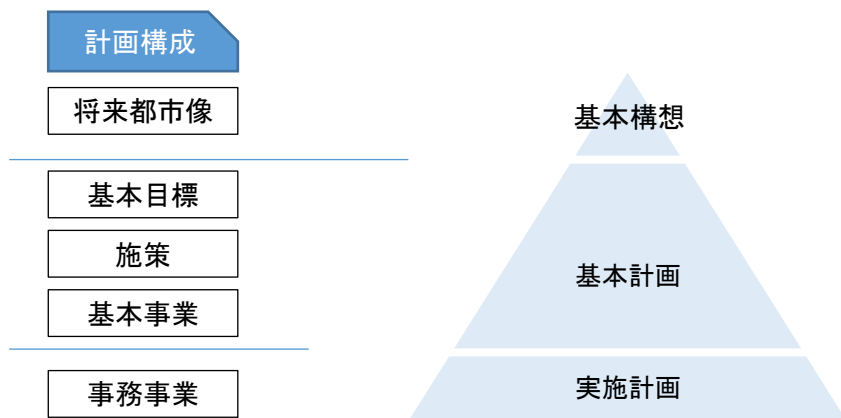 計画構成
将来都市像
基本構想
基本目標
施策
基本計画
基本事業
事務事業
実施計画